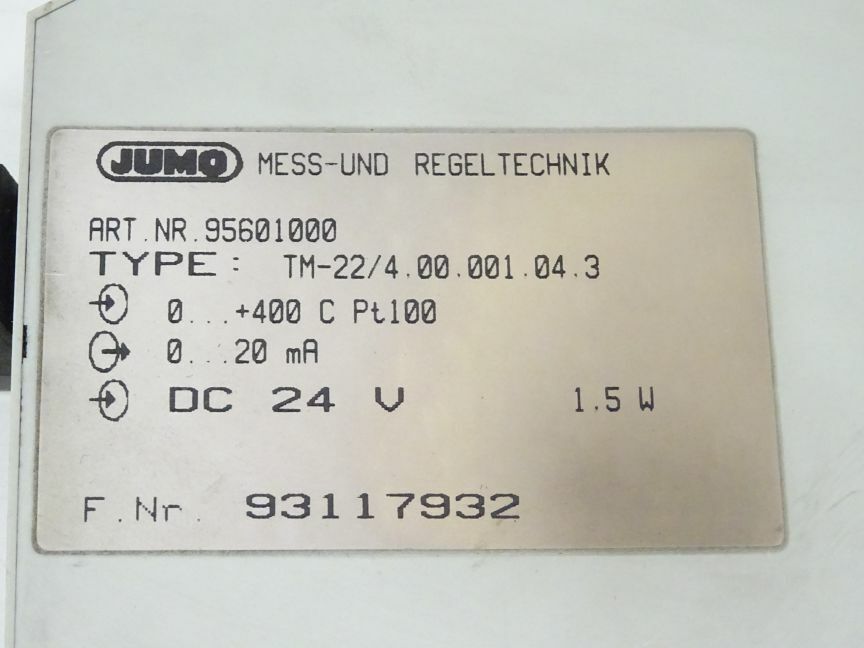 JUMO MESS-UND REGELTECHNIK
ART.NR.95601000
TYPE: TM-22/4.00.001.04.3
0...+400 C Pt100
0...20 mA
DC 24 V 1.5 W
F.Nr. 93117932